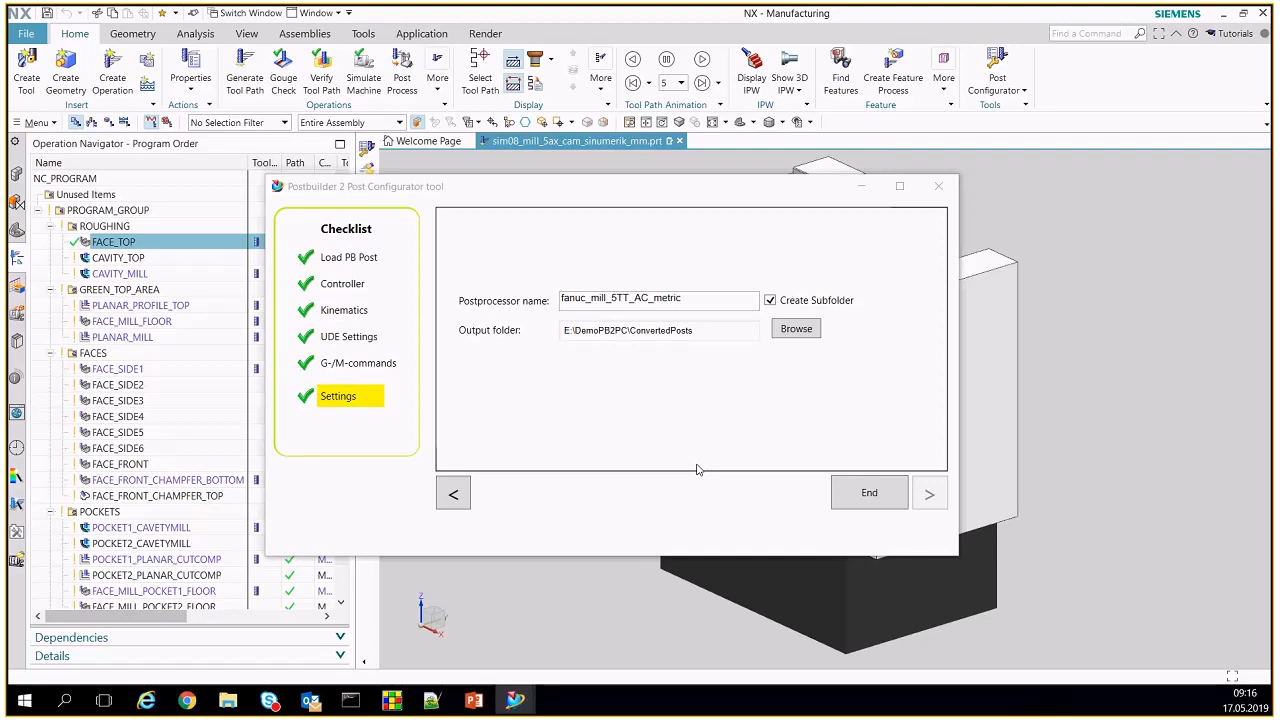 NX
Switch Window
Window
NX - Manufacturing
SIEMENS
File
Home
Geometry
Analysis
View
Assemblies
Tools
Application
Render
Find a Command
Tutorials
Create Tool
Create Geometry
Create Operation
Properties
Generate Tool Path
Gouge Check
Verify Tool Path
Simulate Machine
Post Process
More
Select Tool Path
More
5
Display IPW
Show 3D IPW
Find Features
Create Feature Process
More
Post Configurator
Insert
Actions
Operations
Display
Tool Path Animation
IPW
Feature
Tools
Menu
No Selection Filter
Entire Assembly
Operation Navigator - Program Order
Welcome Page
sim08_mill_5ax_cam_sinumerik_mm.prt
Name
Tool...
Path
C...
NC_PROGRAM
Unused Items
PROGRAM_GROUP
ROUGHING
FACE_TOP
CAVITY_TOP
CAVITY_MILL
GREEN_TOP_AREA
PLANAR_PROFILE_TOP
FACE_MILL_FLOOR
PLANAR_MILL
FACES
FACE_SIDE1
FACE_SIDE2
FACE_SIDE3
FACE_SIDE4
FACE_SIDE5
FACE_SIDE6
FACE_FRONT
FACE_FRONT_CHAMPFER_BOTTOM
FACE_FRONT_CHAMPFER_TOP
POCKETS
POCKET1_CAVETYMILL
POCKET2_CAVETYMILL
POCKET1_PLANAR_CUTCOMP
M...
POCKET2_PLANAR_CUTCOMP
M...
FACE_MILL_POCKET1_FLOOR
M...
FACE_MILL_POCKET2_FLOOR
M
Dependencies
Details
Postbuilder 2 Post Configurator tool
Checklist
Load PB Post
Controller
Kinematics
UDE Settings
G-/M-commands
Settings
Postprocessor name:
fanuc_mill_5TT_AC_metric
Create Subfolder
Output folder:
E:\DemoPB2PC\ConvertedPosts
Browse
<
End
>
Z
X
09:16
17.05.2019